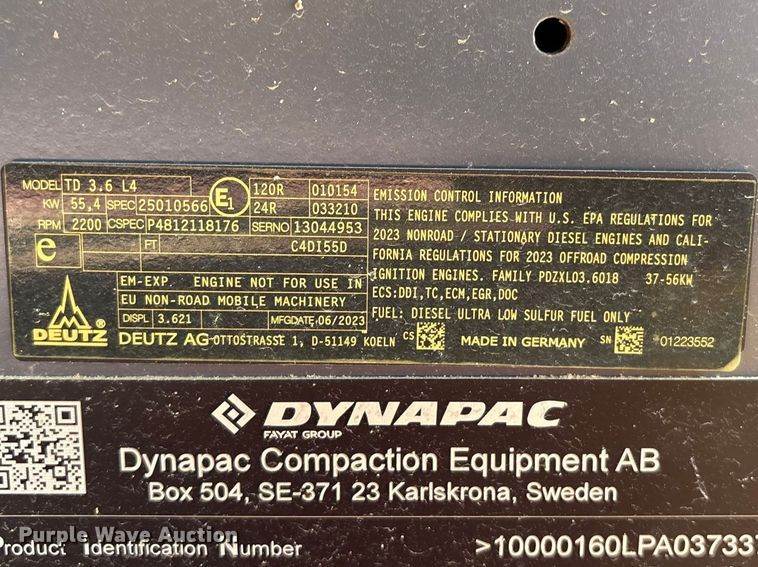 MODEL TD 3.6 L4
KW 55,4 SPEC 25010566 E1 120R 010154
24R 033210
RPM 2200 CSPEC P4812118176 SERNO 13044953
e FT C4DI55D
EM-EXP. ENGINE NOT FOR USE IN
EU NON-ROAD MOBILE MACHINERY
DISPL 3.621 MFGDATE 06/2023
DEUTZ ®
DEUTZ AG OTTOSTRASSE 1, D-51149 KOELN CS MADE IN GERMANY SN 01223552
EMISSION CONTROL INFORMATION
THIS ENGINE COMPLIES WITH U.S. EPA REGULATIONS FOR
2023 NONROAD / STATIONARY DIESEL ENGINES AND CALI-
FORNIA REGULATIONS FOR 2023 OFFROAD COMPRESSION
IGNITION ENGINES. FAMILY PDZXL03.6018 37-56KW
ECS:DDI,TC,ECM,EGR,DOC
FUEL: DIESEL ULTRA LOW SULFUR FUEL ONLY
DYNAPAC
FAYAT GROUP
Dynapac Compaction Equipment AB
Box 504, SE-371 23 Karlskrona, Sweden
Purple Wave Auction
Product Identification Number >10000160LPA037337